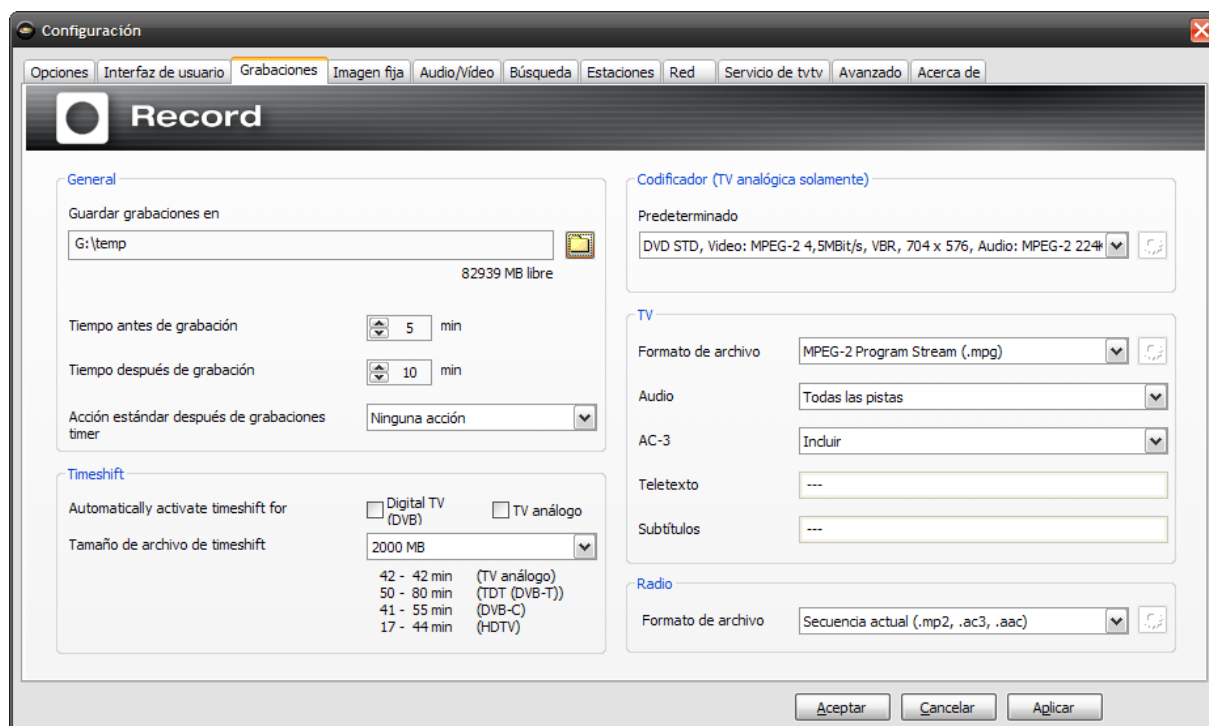 Configuración
Opciones Interfaz de usuario Grabaciones Imagen fija Audio/Vídeo Búsqueda Estaciones Red Servicio de tvtv Avanzado Acerca de
Record
General
Guardar grabaciones en
G:\temp
82939 MB libre
Tiempo antes de grabación 5 min
Tiempo después de grabación 10 min
Acción estándar después de grabaciones
timer
Ninguna acción
Timeshift
Automatically activate timeshift for
Digital TV
(DVB)
TV análogo
Tamaño de archivo de timeshift 2000 MB
42 - 42 min (TV análogo)
50 - 80 min (TDT (DVB-T))
41 - 55 min (DVB-C)
17 - 44 min (HDTV)
Codificador (TV analógica solamente)
Predeterminado
DVD STD, Video: MPEG-2 4,5MBit/s, VBR, 704 x 576, Audio: MPEG-2 224
TV
Formato de archivo MPEG-2 Program Stream (.mpg)
Audio Todas las pistas
AC-3 Incluir
Teletexto ---
Subtítulos ---
Radio
Formato de archivo Secuencia actual (.mp2, .ac3, .aac)
Aceptar Cancelar Aplicar